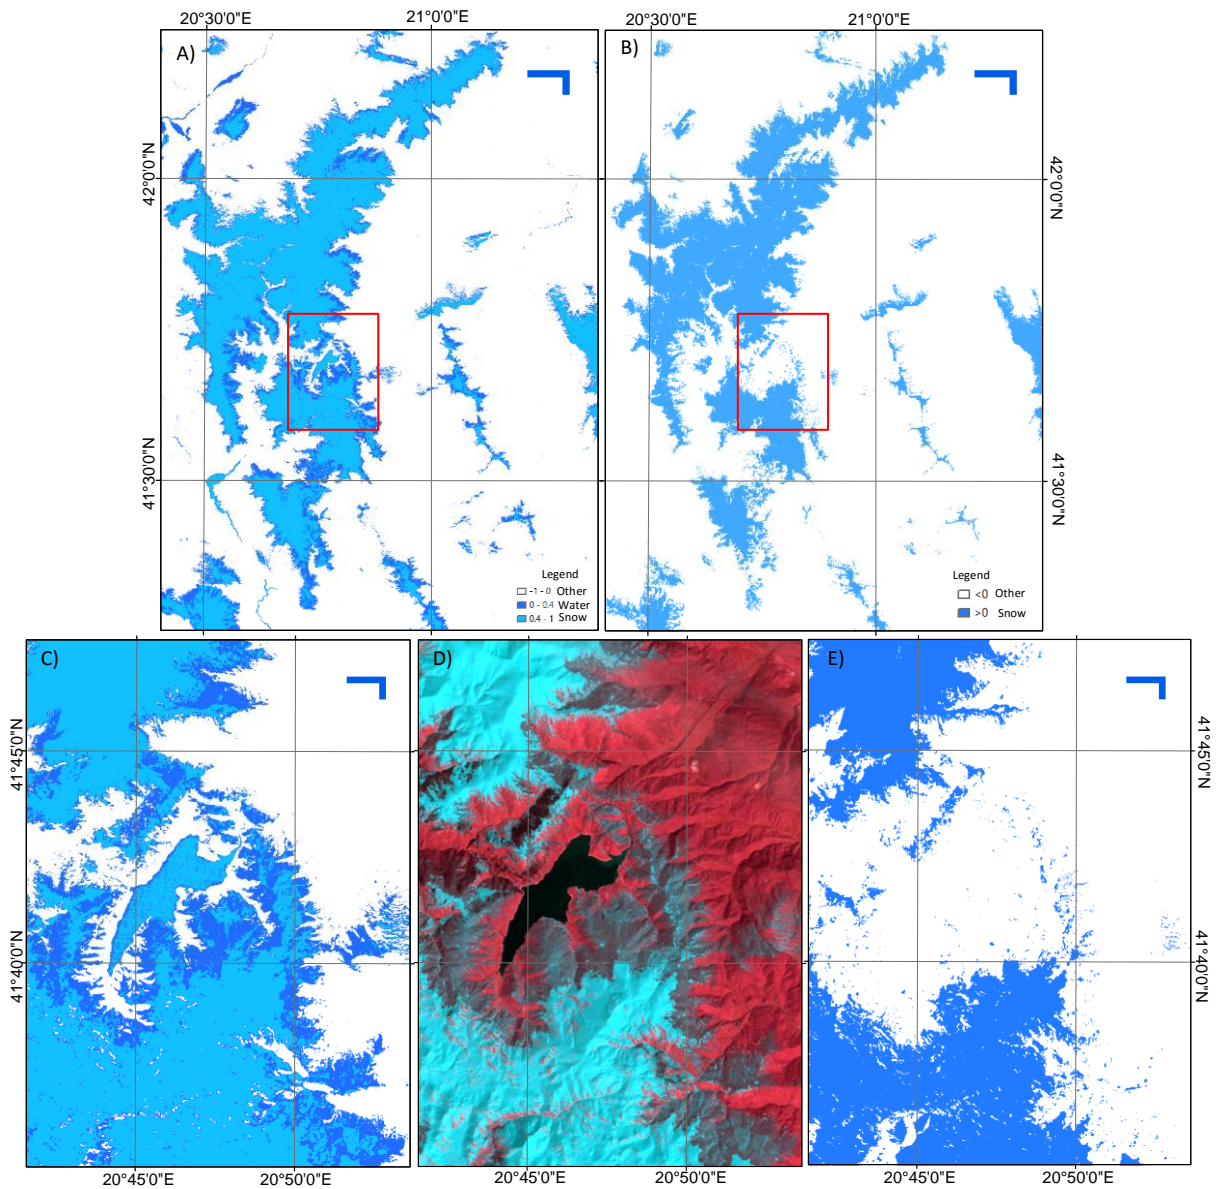 20°30'0"E 21°0'0"E 20°30'0"E 21°0'0"E
A) B)
42°0'0"N 42°0'0"N
41°30'0"N 41°30'0"N
Legend
-1 - 0 Other
0 - 0.4 Water
0.4 - 1 Snow
Legend
<0 Other
>0 Snow
C) D) E)
41°45'0"N 41°45'0"N
41°40'0"N 41°40'0"N
20°45'0"E 20°50'0"E 20°45'0"E 20°50'0"E 20°45'0"E 20°50'0"E